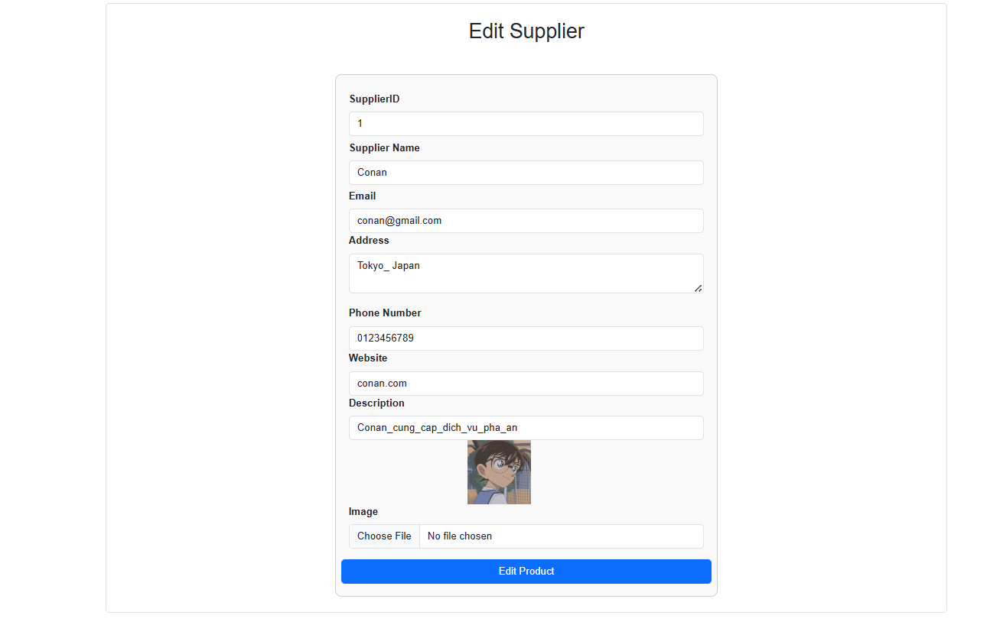 Edit Supplier
SupplierID
1
Supplier Name
Conan
Email
conan@gmail.com
Address
Tokyo_ Japan
Phone Number
0123456789
Website
conan.com
Description
Conan_cung_cap_dich_vu_pha_an
Image
Choose File No file chosen
Edit Product